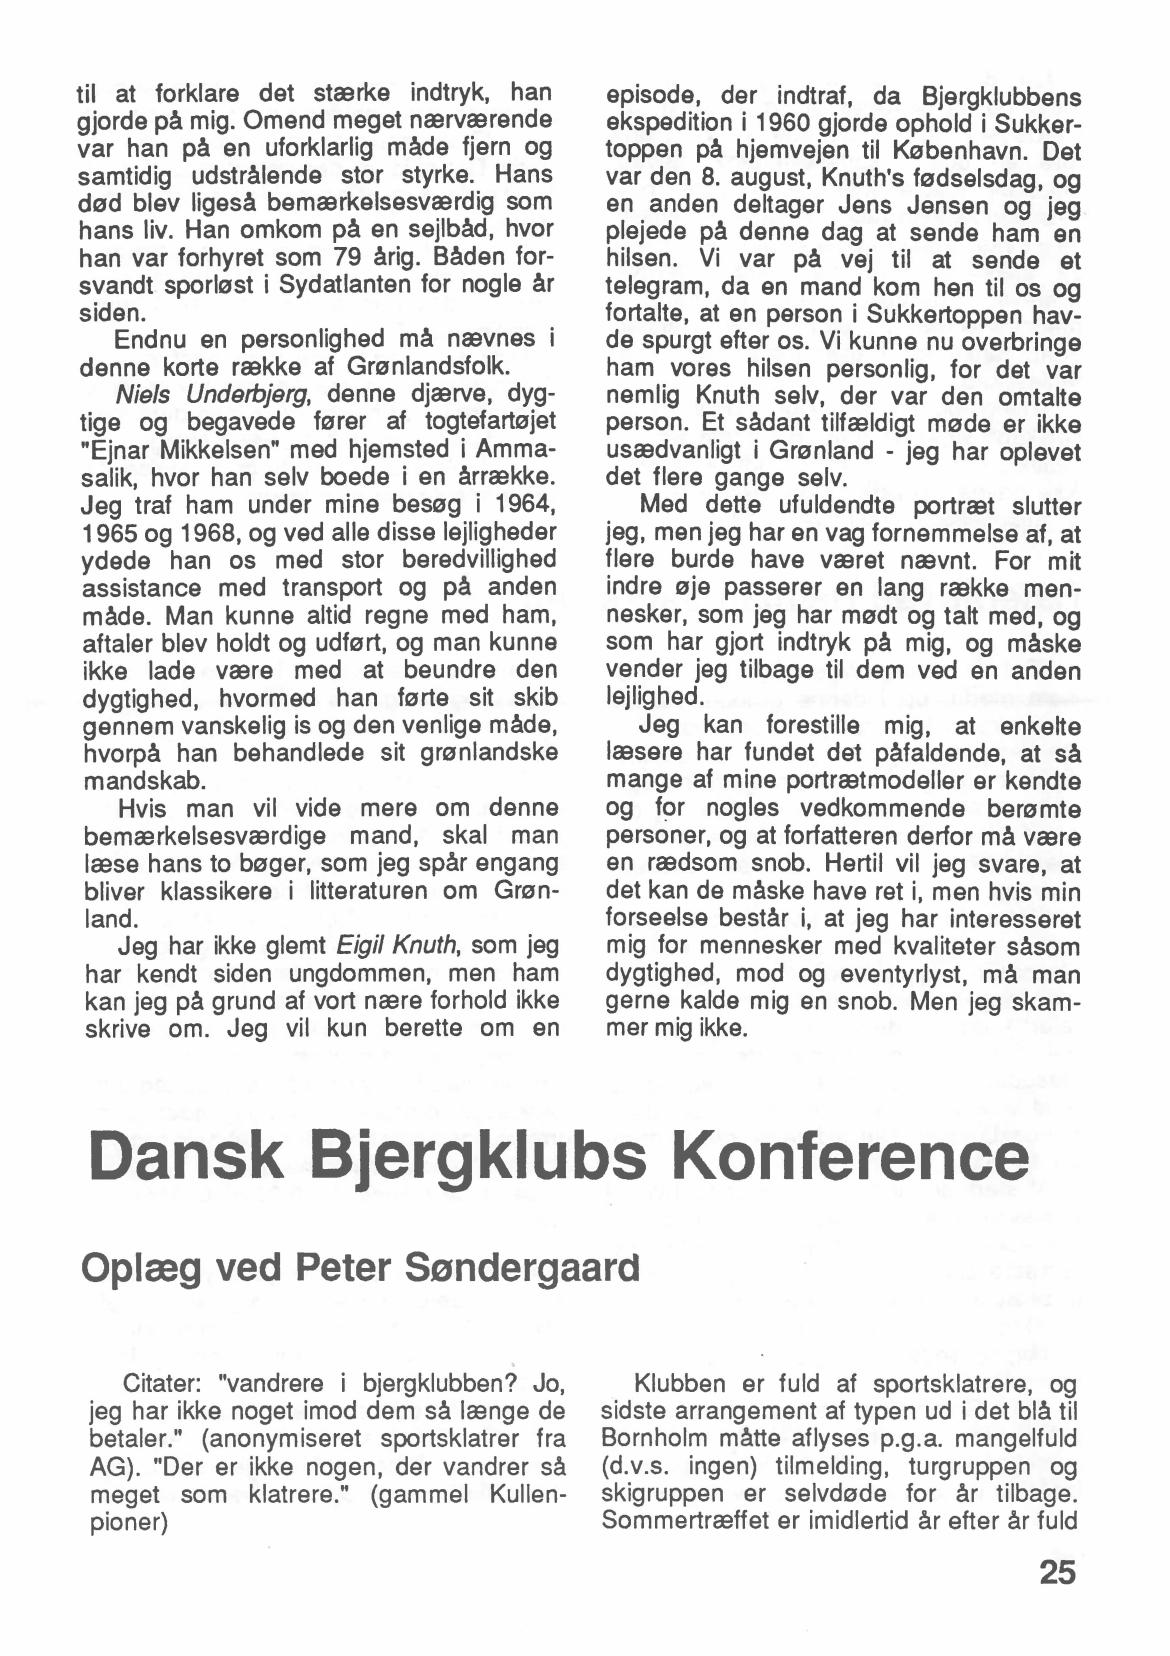 til at forklare det stærke indtryk, han
gjorde på mig. Omend meget nærværende
var han på en uforklarlig måde fjern og
samtidig udstrålende stor styrke. Hans
død blev ligeså bemærkelsesværdig som
hans liv. Han omkom på en sejlbåd, hvor
han var forhyret som 79 årig. Båden for-
svandt sporløst i Sydatlanten for nogle år
siden.
Endnu en personlighed må nævnes i
denne korte række af Grønlandsfolk.
Niels Underbjerg, denne djærve, dyg-
tige og begavede fører af togtefartøjet
"Ejnar Mikkelsen" med hjemsted i Amma-
salik, hvor han selv boede i en årrække.
Jeg traf ham under mine besøg i 1964,
1965 og 1968, og ved alle disse lejligheder
ydede han os med stor beredvillighed
assistance med transport og på anden
måde. Man kunne altid regne med ham,
aftaler blev holdt og udført, og man kunne
ikke lade være med at beundre den
dygtighed, hvormed han førte sit skib
gennem vanskelig is og den venlige måde,
hvorpå han behandlede sit grønlandske
mandskab.
Hvis man vil vide mere om denne
bemærkelsesværdige mand, skal man
læse hans to bøger, som jeg spår engang
bliver klassikere i litteraturen om Grøn-
land.
Jeg har ikke glemt Eigil Knuth, som jeg
har kendt siden ungdommen, men ham
kan jeg på grund af vort nære forhold ikke
skrive om. Jeg vil kun berette om en
episode, der indtraf, da Bjergklubbens
ekspedition i 1960 gjorde ophold i Sukker-
toppen på hjemvejen til København. Det
var den 8. august, Knuth's fødselsdag, og
en anden deltager Jens Jensen og jeg
plejede på denne dag at sende ham en
hilsen. Vi var på vej til at sende et
telegram, da en mand kom hen til os og
fortalte, at en person i Sukkertoppen hav-
de spurgt efter os. Vi kunne nu overbringe
ham vores hilsen personlig, for det var
nemlig Knuth selv, der var den omtalte
person. Et sådant tilfældigt møde er ikke
usædvanligt i Grønland - jeg har oplevet
det flere gange selv.
Med dette ufuldendte portræt slutter
jeg, men jeg har en vag fornemmelse af, at
flere burde have været nævnt. For mit
indre øje passerer en lang række men-
nesker, som jeg har mødt og talt med, og
som har gjort indtryk på mig, og måske
vender jeg tilbage til dem ved en anden
lejlighed.
Jeg kan forestille mig, at enkelte
læsere har fundet det påfaldende, at så
mange af mine portrætmodeller er kendte
og for nogles vedkommende berømte
personer, og at forfatteren derfor må være
en rædsom snob. Hertil vil jeg svare, at
det kan de måske have ret i, men hvis min
forseelse består i, at jeg har interesseret
mig for mennesker med kvaliteter såsom
dygtighed, mod og eventyrlyst, må man
gerne kalde mig en snob. Men jeg skam-
mer mig ikke.
Dansk Bjergklubs Konference
Oplæg ved Peter Søndergaard
Citater: "vandrere i bjergklubben? Jo,
jeg har ikke noget imod dem så længe de
betaler." (anonymiseret sportsklatrer fra
AG). "Der er ikke nogen, der vandrer så
meget som klatrere." (gammel Kullen-
pioner)
Klubben er fuld af sportsklatrere, og
sidste arrangement af typen ud i det blå til
Bornholm måtte aflyses p.g.a. mangelfuld
(d.v.s. ingen) tilmelding, turgruppen og
skigruppen er selvdøde for år tilbage.
Sommertræffet er imidlertid år efter år fuld
25